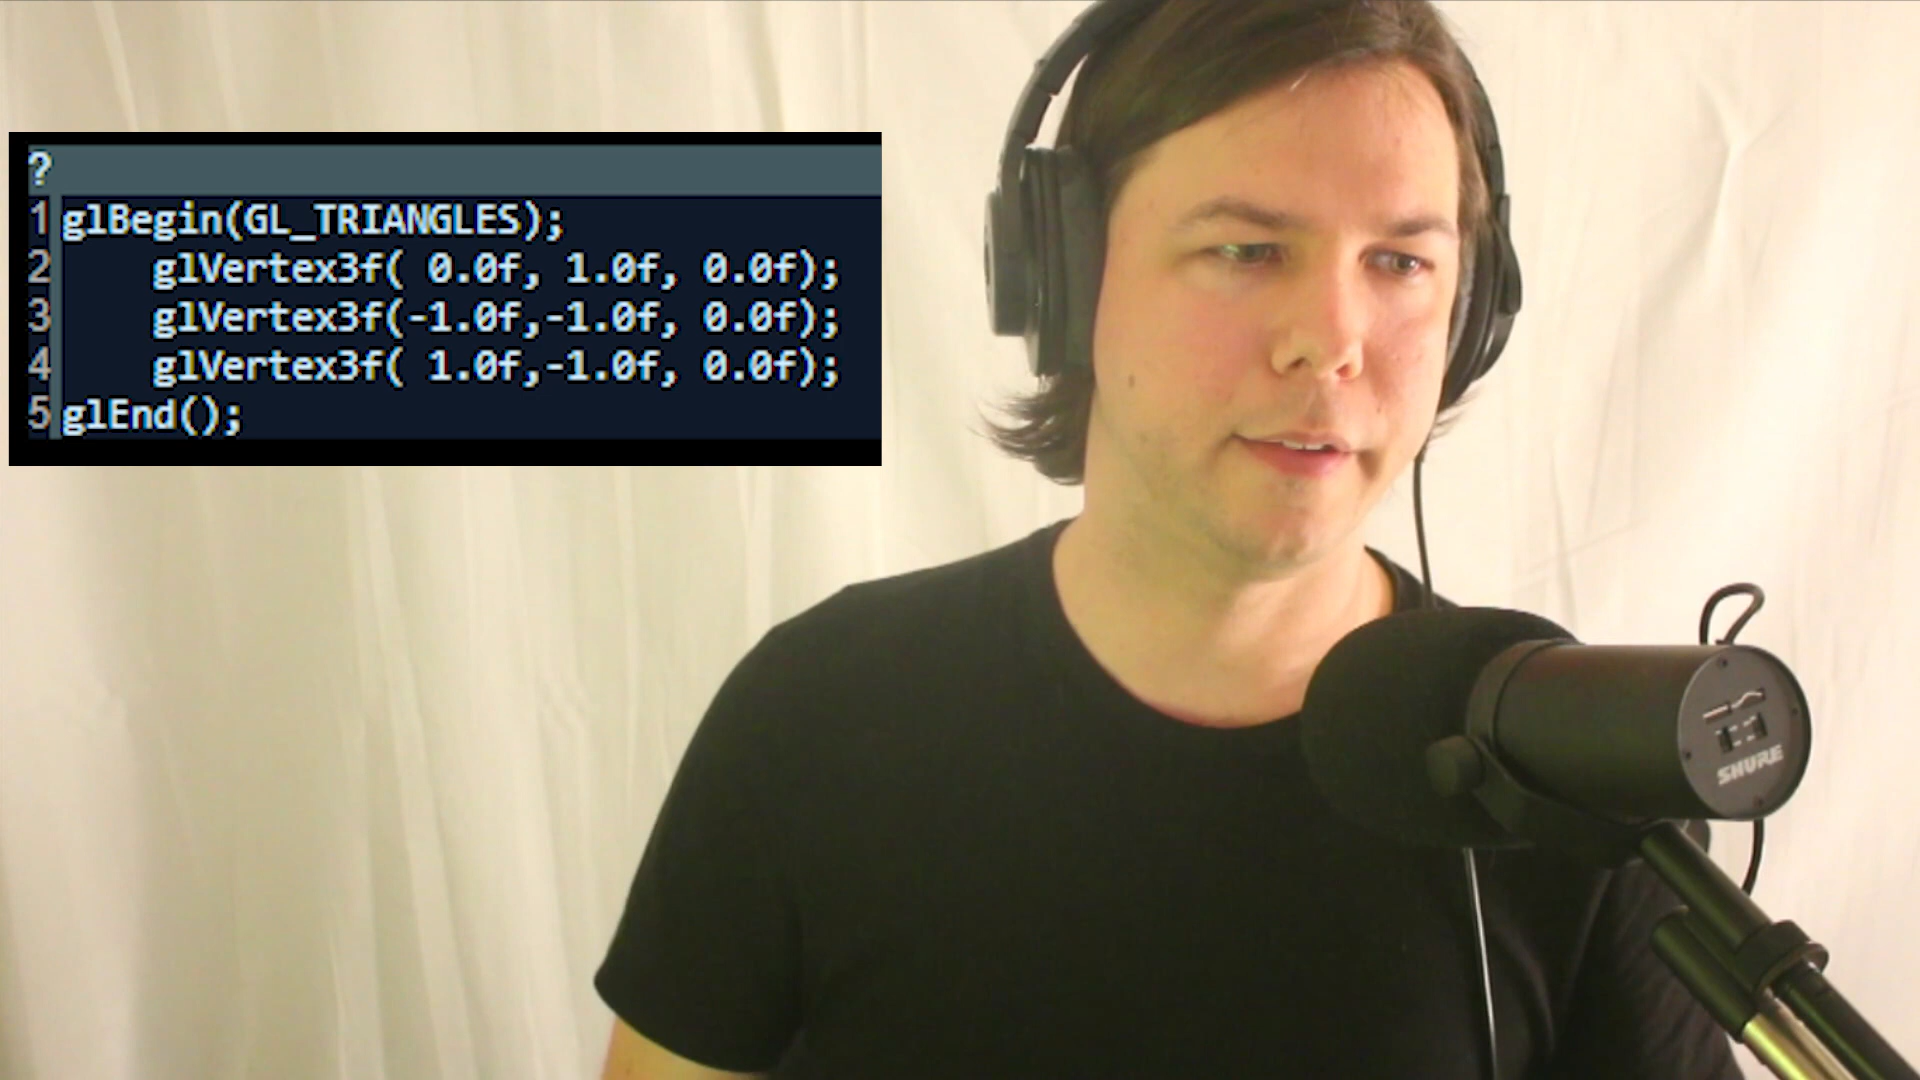 ?
1 glBegin(GL_TRIANGLES);
2     glVertex3f( 0.0f, 1.0f, 0.0f);
3     glVertex3f(-1.0f,-1.0f, 0.0f);
4     glVertex3f( 1.0f,-1.0f, 0.0f);
5 glEnd();
SHURE